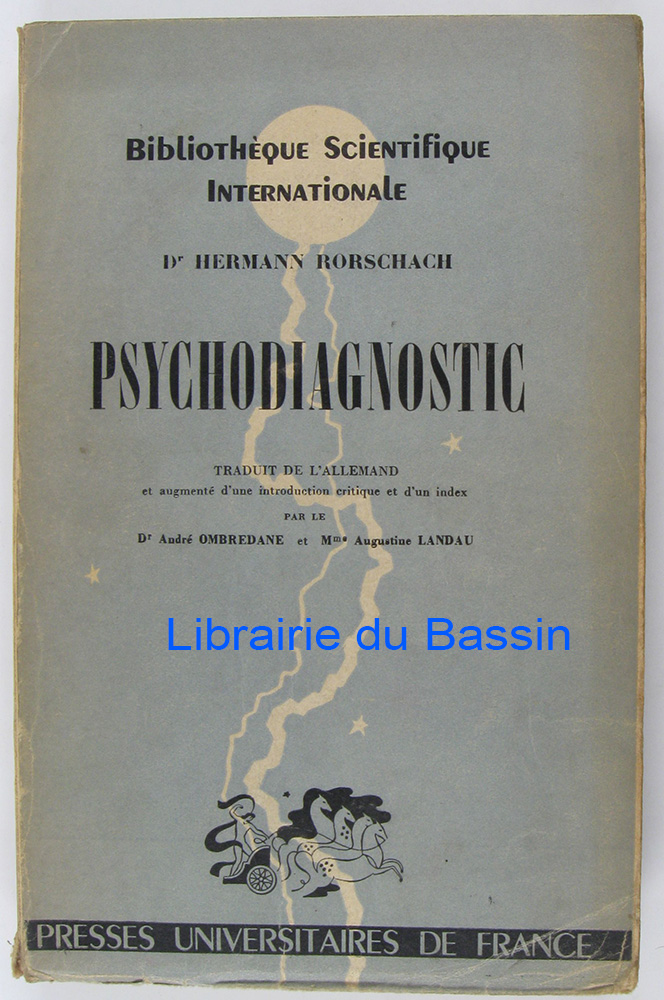 Bibliothèque Scientifique
Internationale
Dr HERMANN RORSCHACH
PSYCHODIAGNOSTIC
TRADUIT DE L'ALLEMAND
et augmenté d'une introduction critique et d'un index
PAR LE
Dr André OMBREDANE et Mme Augustine LANDAU
Librairie du Bassin
PRESSES UNIVERSITAIRES DE FRANCE